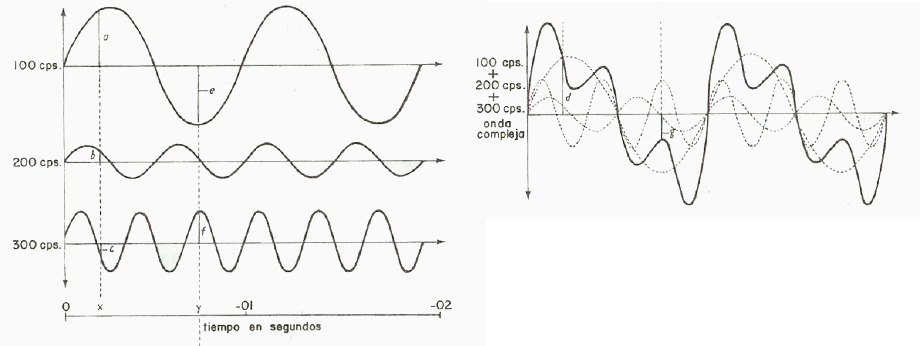 a
100 cps.
e
b
200 cps.
f
300 cps.
c
0
x
y
-01
-02
tiempo en segundos
100 cps.
+
200 cps.
+
300 cps.
onda
compleja
d